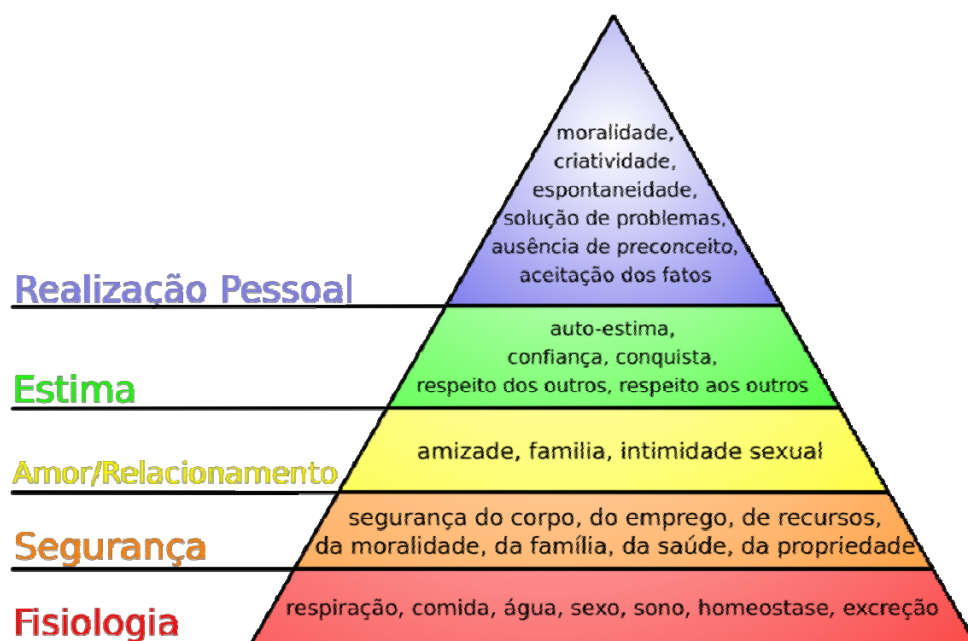 moralidade,
criatividade,
espontaneidade,
solução de problemas,
ausência de preconceito,
aceitação dos fatos
Realização Pessoal
auto-estima,
confiança, conquista,
respeito dos outros, respeito aos outros
Estima
amizade, família, intimidade sexual
Amor/Relacionamento
segurança do corpo, do emprego, de recursos,
da moralidade, da família, da saúde, da propriedade
Segurança
respiração, comida, água, sexo, sono, homeostase, excreção
Fisiologia